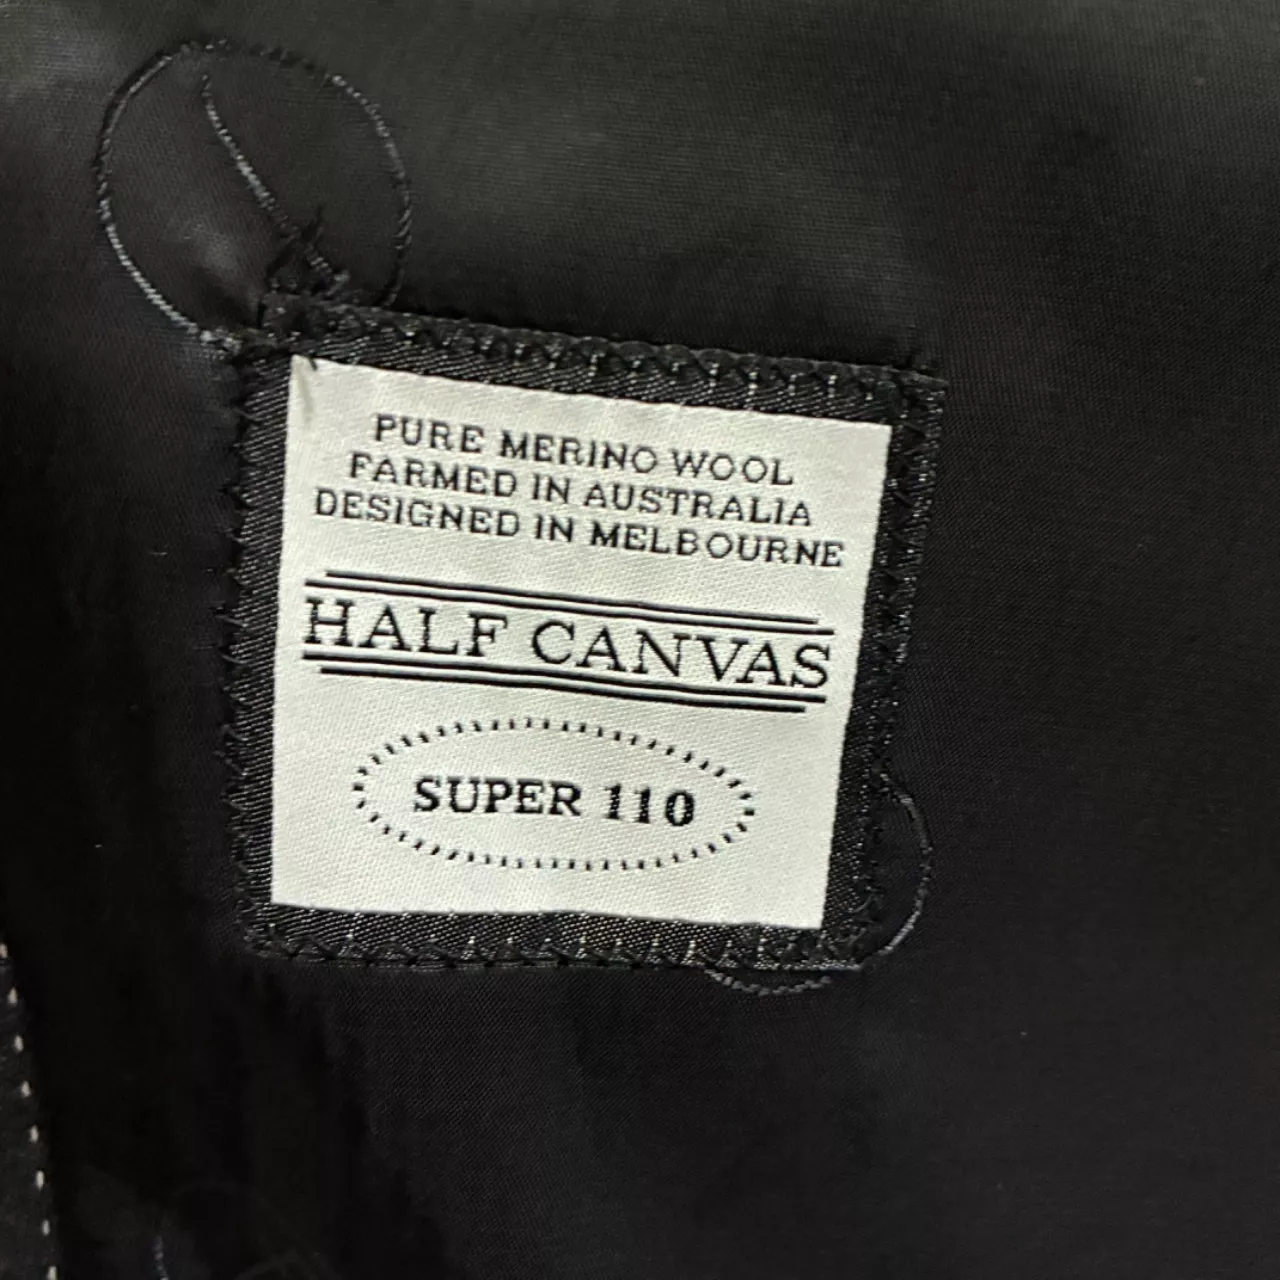 PURE MERINO WOOL
FARMED IN AUSTRALIA
DESIGNED IN MELBOURNE
HALF CANVAS
SUPER 110